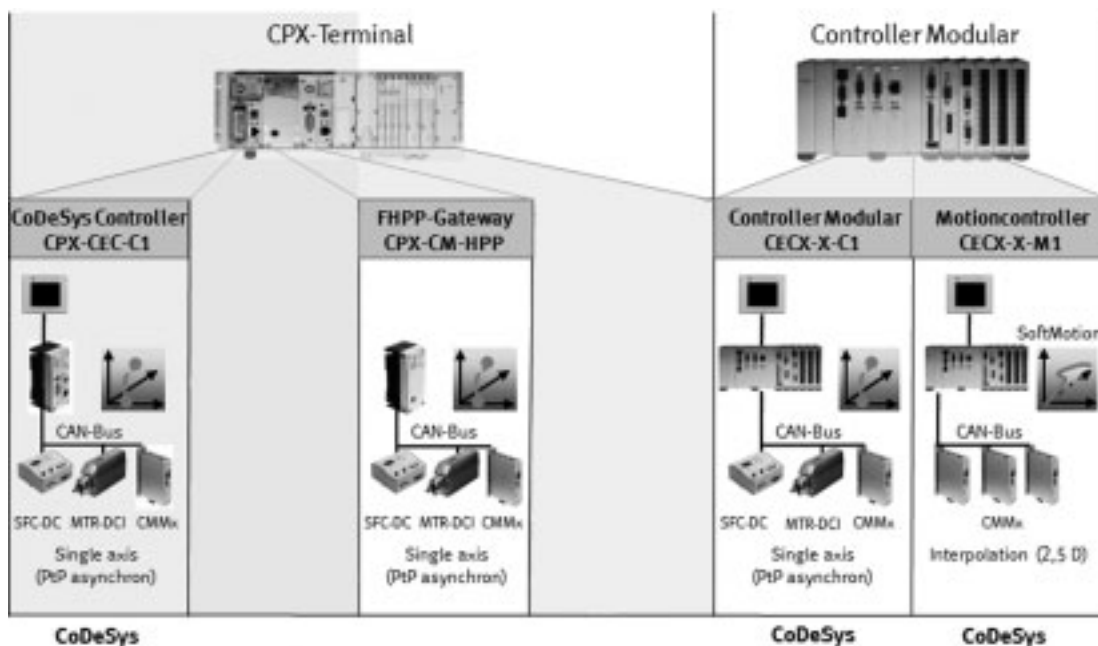 CPX-Terminal
Controller Modular
CoDeSys Controller
CPX-CEC-C1
FHPP-Gateway
CPX-CM-HPP
Controller Modular
CECX-X-C1
Motioncontroller
CECX-X-M1
SoftMotion
CAN-Bus
CAN-Bus
CAN-Bus
CAN-Bus
SFC-DC
MTR-DCI
CMMx
SFC-DC
MTR-DCI
CMMx
SFC-DC
MTR-DCI
CMMx
CMMx
Single axis
(PtP asynchron)
Single axis
(PtP asynchron)
Single axis
(PtP asynchron)
Interpolation (2,5 D)
CoDeSys
CoDeSys
CoDeSys